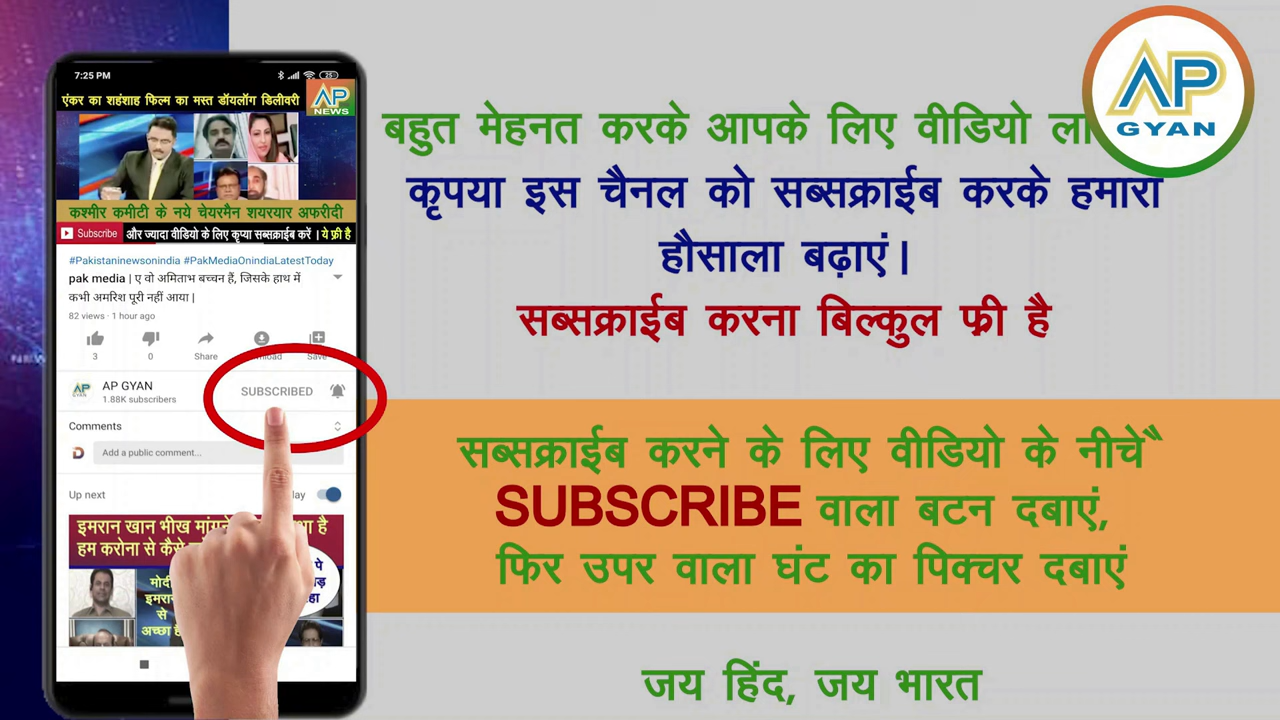 7:25 PM
25
एंकर का शहंशाह फिल्म का मस्त डॉयलॉग डिलीवरी
AP
NEWS
कश्मीर कमीटी के नये चेयरमैन शयरयार अफरीदी
Subscribe और ज्यादा वीडियो के लिए कृप्या सब्सक्राईब करें । ये फ्री है
#Pakistaninewsonindia #PakMediaOnindiaLatestToday
pak media | ए वो अमिताभ बच्चन हैं, जिसके हाथ में
कभी अमरिश पूरी नहीं आया |
82 views · 1 hour ago
3 0 Share Save
AP GYAN
1.88K subscribers
SUBSCRIBED
Comments
D Add a public comment...
Up next
इमरान खान भीख है
हम करोना से
मोदी
से
अच्छा
AP
GYAN
बहुत मेहनत करके आपके लिए वीडियो
कृपया इस चैनल को सब्सक्राईब करके हमारा
हौसाला बढ़ाएं।
सब्सक्राईब करना बिल्कुल फ्री है
सब्सक्राईब करने के लिए वीडियो के नीचे
SUBSCRIBE वाला बटन दबाएं,
फिर उपर वाला घंट का पिक्चर दबाएं
जय हिंद, जय भारत